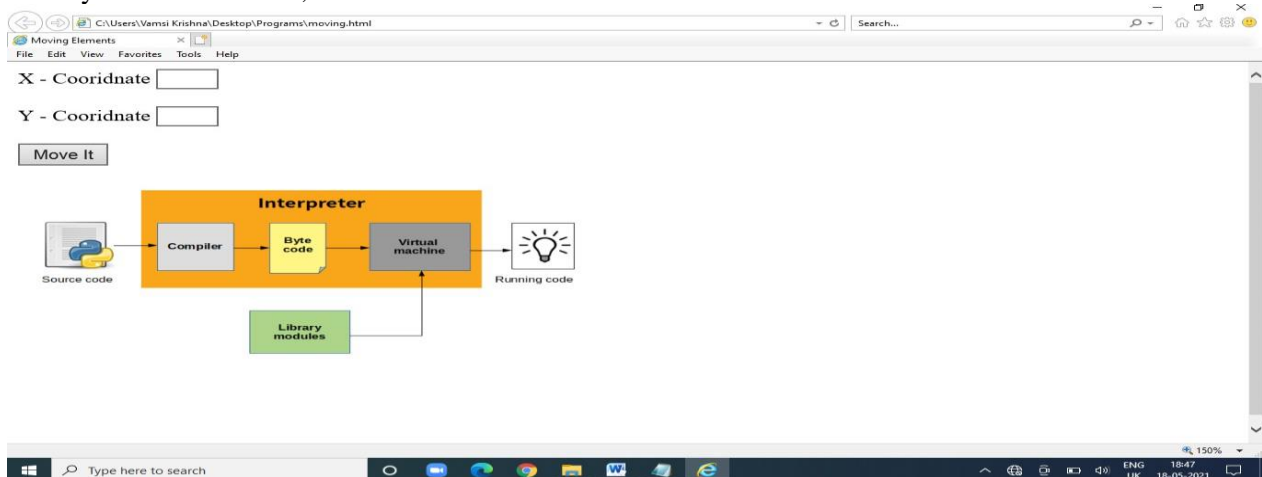 C:\Users\Vamsi Krishna\Desktop\Programs\moving.html
Search...
Moving Elements
File Edit View Favorites Tools Help
X - Cooridnate
Y - Cooridnate
Move It
Interpreter
Compiler
Byte
code
Virtual
machine
Source code
Running code
Library
modules
150%
Type here to search
ENG
18:47
UK
18-05-2021